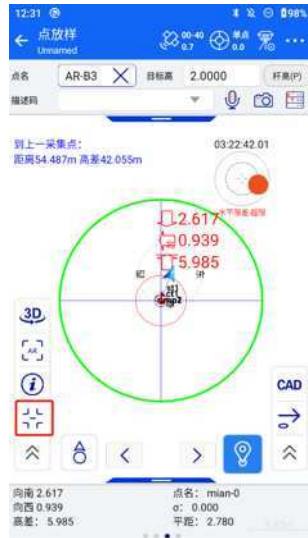 12:31 98%
点放样 00-40 单点
Unnamed 0.7 0.0
点名 AR-B3 目标高 2.0000 杆高(P)
描述码
到上一采集点： 03:22:42.01
距离54.487m 高差42.055m
2.617
0.939
5.985
3D
AR
i
CAD
向南 2.617 点名： mian-0
向西 0.939 σ： 0.000
高差： 5.985 平距： 2.780